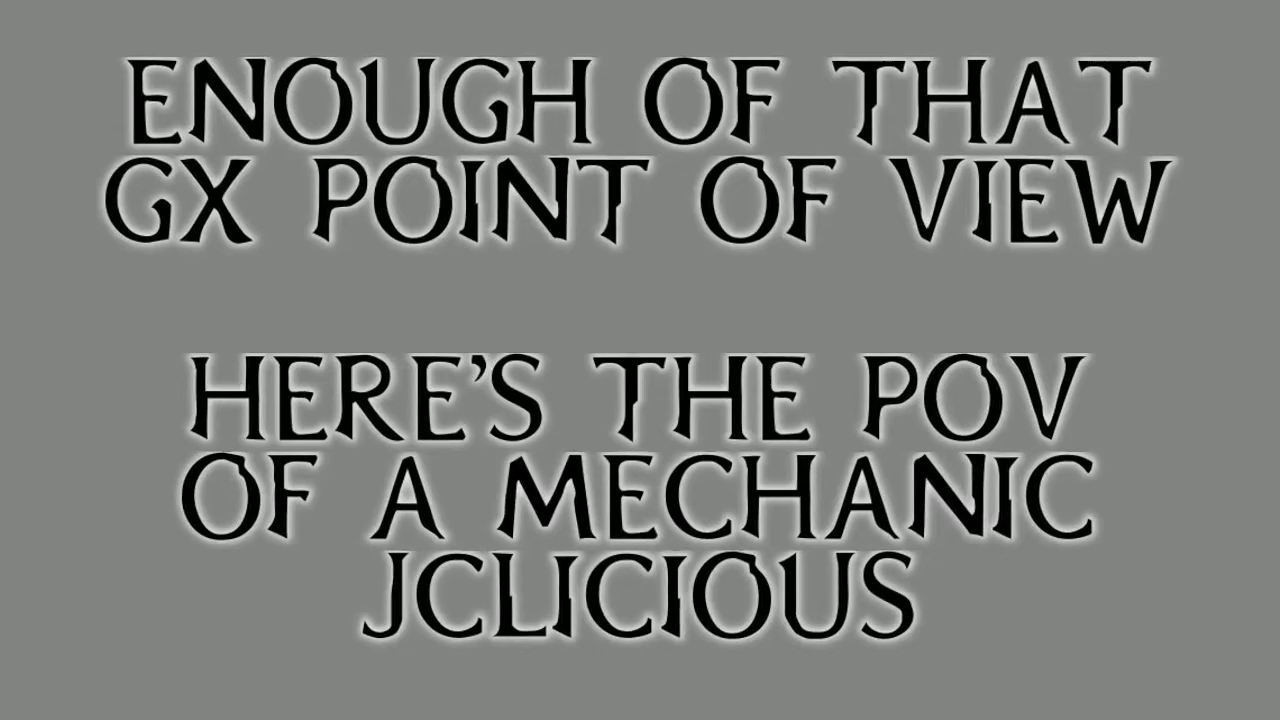 ENOUGH OF THAT
GX POINT OF VIEW
HERE'S THE POV
OF A MECHANIC
JCLICIOUS